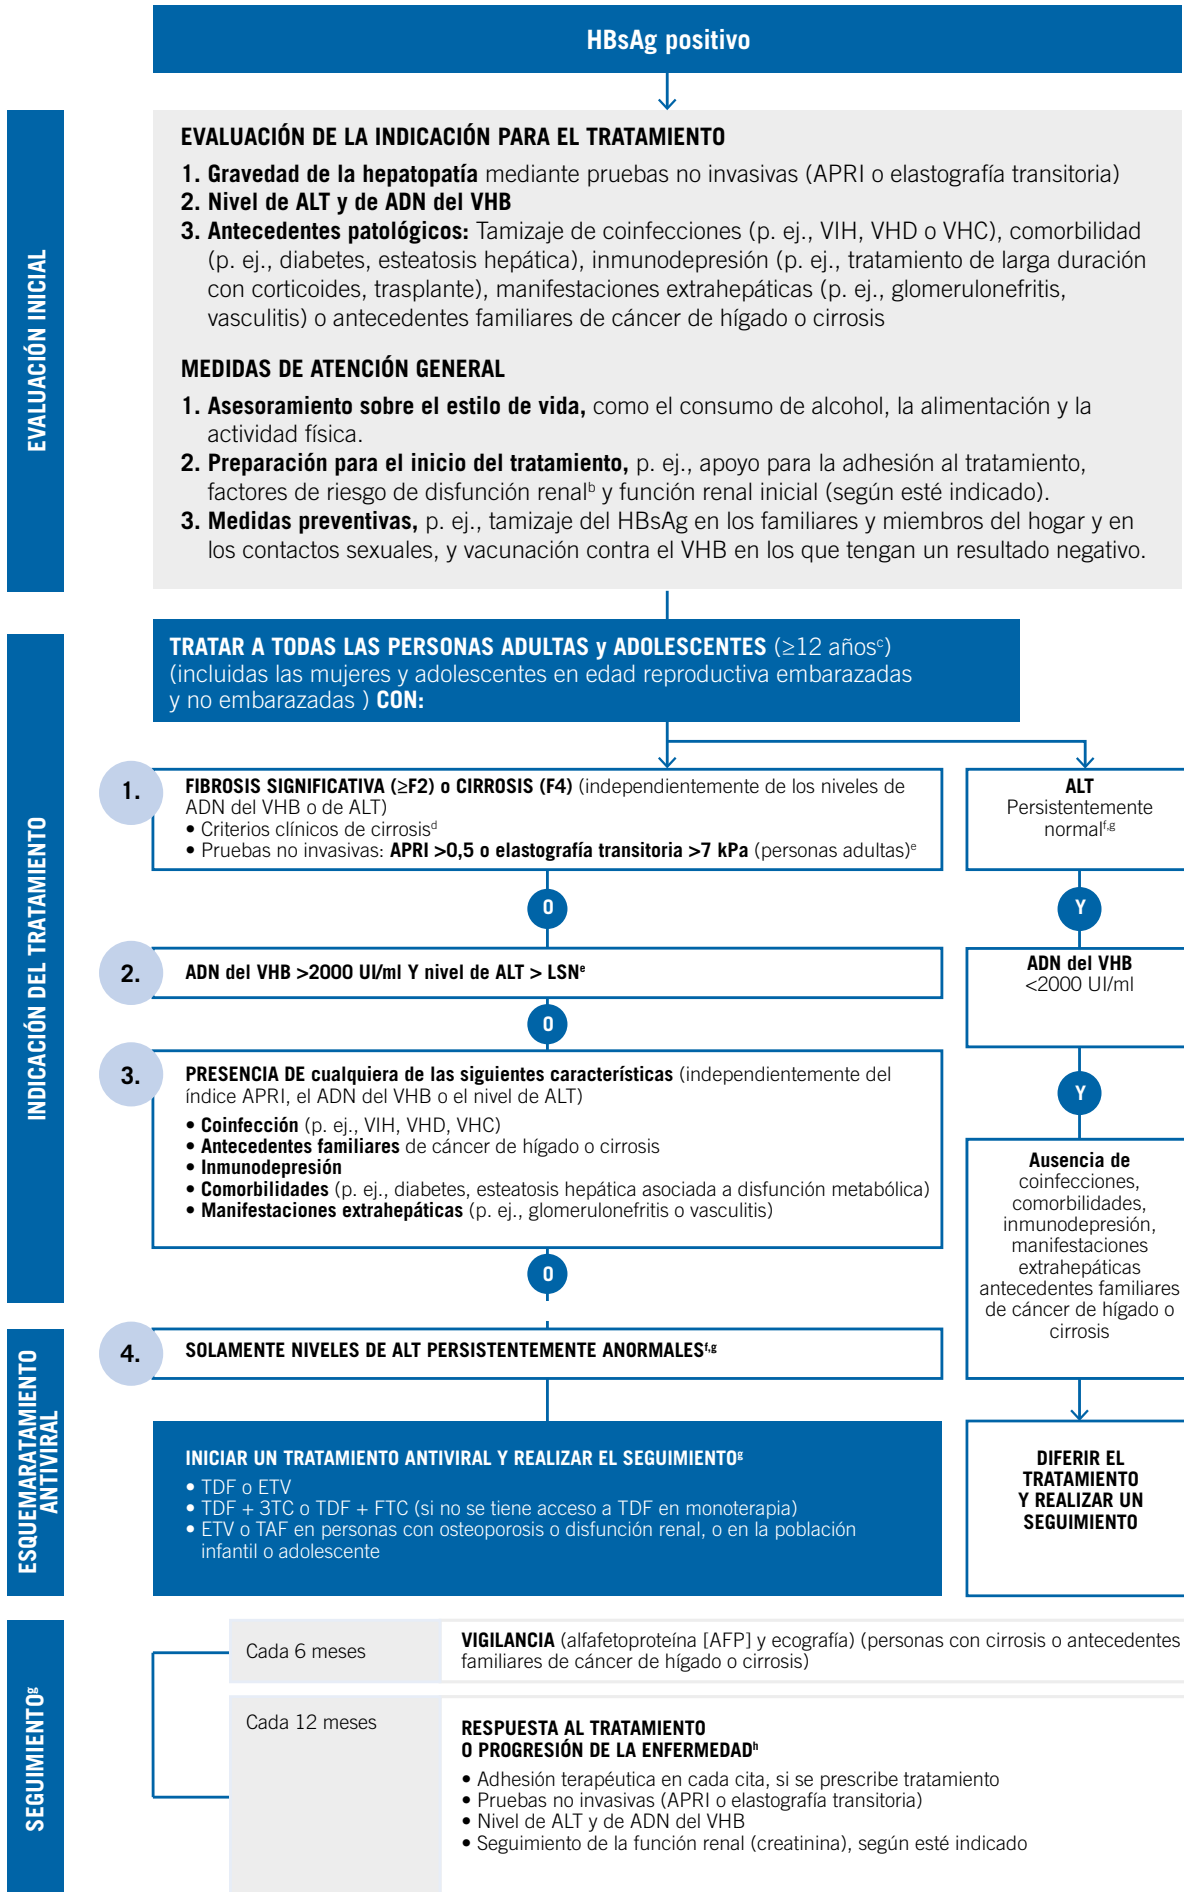 HBsAg positivo
EVALUACIÓN INICIAL
EVALUACIÓN DE LA INDICACIÓN PARA EL TRATAMIENTO
1. Gravedad de la hepatopatía mediante pruebas no invasivas (APRI o elastografía transitoria)
2. Nivel de ALT y de ADN del VHB
3. Antecedentes patológicos: Tamizaje de coinfecciones (p. ej., VIH, VHD o VHC), comorbilidad
(p. ej., diabetes, esteatosis hepática), inmunodepresión (p. ej., tratamiento de larga duración
con corticoides, trasplante), manifestaciones extrahepáticas (p. ej., glomerulonefritis,
vasculitis) o antecedentes familiares de cáncer de hígado o cirrosis
MEDIDAS DE ATENCIÓN GENERAL
1. Asesoramiento sobre el estilo de vida, como el consumo de alcohol, la alimentación y la
actividad física.
2. Preparación para el inicio del tratamiento, p. ej., apoyo para la adhesión al tratamiento,
factores de riesgo de disfunción renalᵇ y función renal inicial (según esté indicado).
3. Medidas preventivas, p. ej., tamizaje del HBsAg en los familiares y miembros del hogar y en
los contactos sexuales, y vacunación contra el VHB en los que tengan un resultado negativo.
INDICACIÓN DEL TRATAMIENTO
TRATAR A TODAS LAS PERSONAS ADULTAS y ADOLESCENTES (≥12 añosᶜ)
(incluidas las mujeres y adolescentes en edad reproductiva embarazadas
y no embarazadas ) CON:
1.
FIBROSIS SIGNIFICATIVA (≥F2) o CIRROSIS (F4) (independientemente de los niveles de
ADN del VHB o de ALT)
• Criterios clínicos de cirrosisᵈ
• Pruebas no invasivas: APRI >0,5 o elastografía transitoria >7 kPa (personas adultas)ᵉ
O
2.
ADN del VHB >2000 UI/ml Y nivel de ALT > LSNᵉ
O
3.
PRESENCIA DE cualquiera de las siguientes características (independientemente del
índice APRI, el ADN del VHB o el nivel de ALT)
• Coinfección (p. ej., VIH, VHD, VHC)
• Antecedentes familiares de cáncer de hígado o cirrosis
• Inmunodepresión
• Comorbilidades (p. ej., diabetes, esteatosis hepática asociada a disfunción metabólica)
• Manifestaciones extrahepáticas (p. ej., glomerulonefritis o vasculitis)
O
4.
SOLAMENTE NIVELES DE ALT PERSISTENTEMENTE ANORMALESᶠ,ᵍ
ALT
Persistentemente
normalᶠ,ᵍ
Y
ADN del VHB
<2000 UI/ml
Y
Ausencia de
coinfecciones,
comorbilidades,
inmunodepresión,
manifestaciones
extrahepáticas
antecedentes familiares
de cáncer de hígado o
cirrosis
ESQUEMARATAMIENTO
ANTIVIRAL
INICIAR UN TRATAMIENTO ANTIVIRAL Y REALIZAR EL SEGUIMIENTOᵍ
• TDF o ETV
• TDF + 3TC o TDF + FTC (si no se tiene acceso a TDF en monoterapia)
• ETV o TAF en personas con osteoporosis o disfunción renal, o en la población
infantil o adolescente
DIFERIR EL
TRATAMIENTO
Y REALIZAR UN
SEGUIMIENTO
SEGUIMIENTOᵍ
Cada 6 meses
VIGILANCIA (alfafetoproteína [AFP] y ecografía) (personas con cirrosis o antecedentes
familiares de cáncer de hígado o cirrosis)
Cada 12 meses
RESPUESTA AL TRATAMIENTO
O PROGRESIÓN DE LA ENFERMEDADʰ
• Adhesión terapéutica en cada cita, si se prescribe tratamiento
• Pruebas no invasivas (APRI o elastografía transitoria)
• Nivel de ALT y de ADN del VHB
• Seguimiento de la función renal (creatinina), según esté indicado